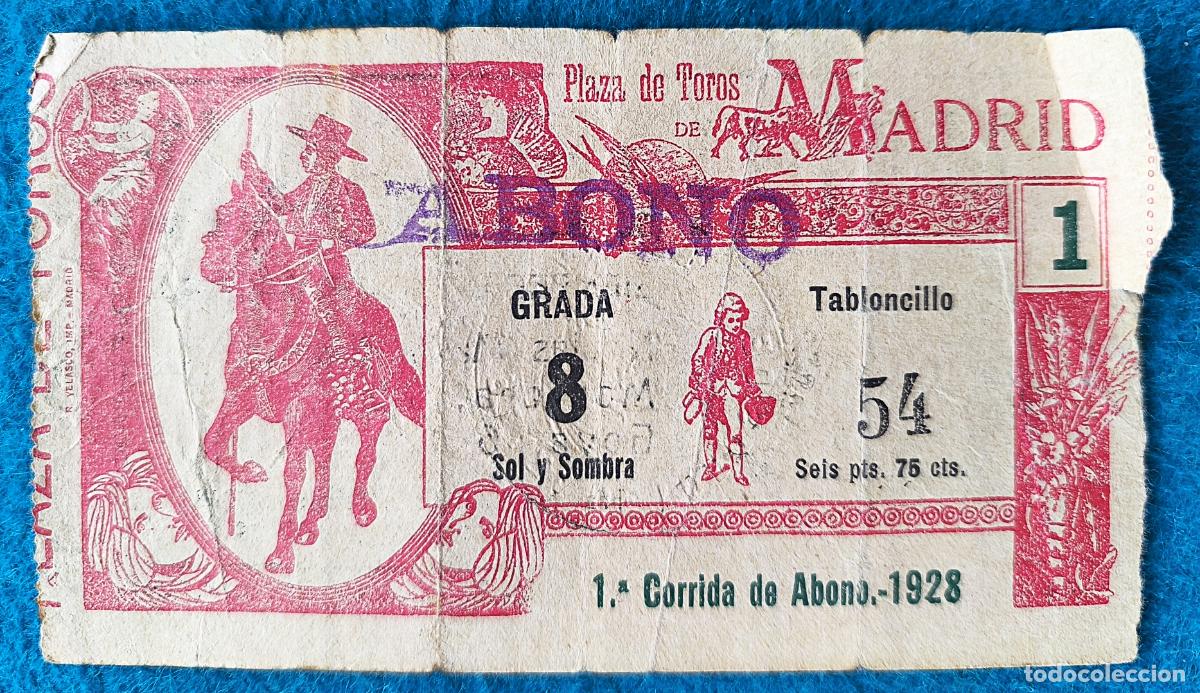 Plaza de Toros
DE MADRID
ABONO
1
GRADA
8
Sol y Sombra
Tabloncillo
54
Seis pts. 75 cts.
1.ª Corrida de Abono.-1928
R. VELASCO, IMP. - MADRID
PLAZA DE TOROS
todocoleccion